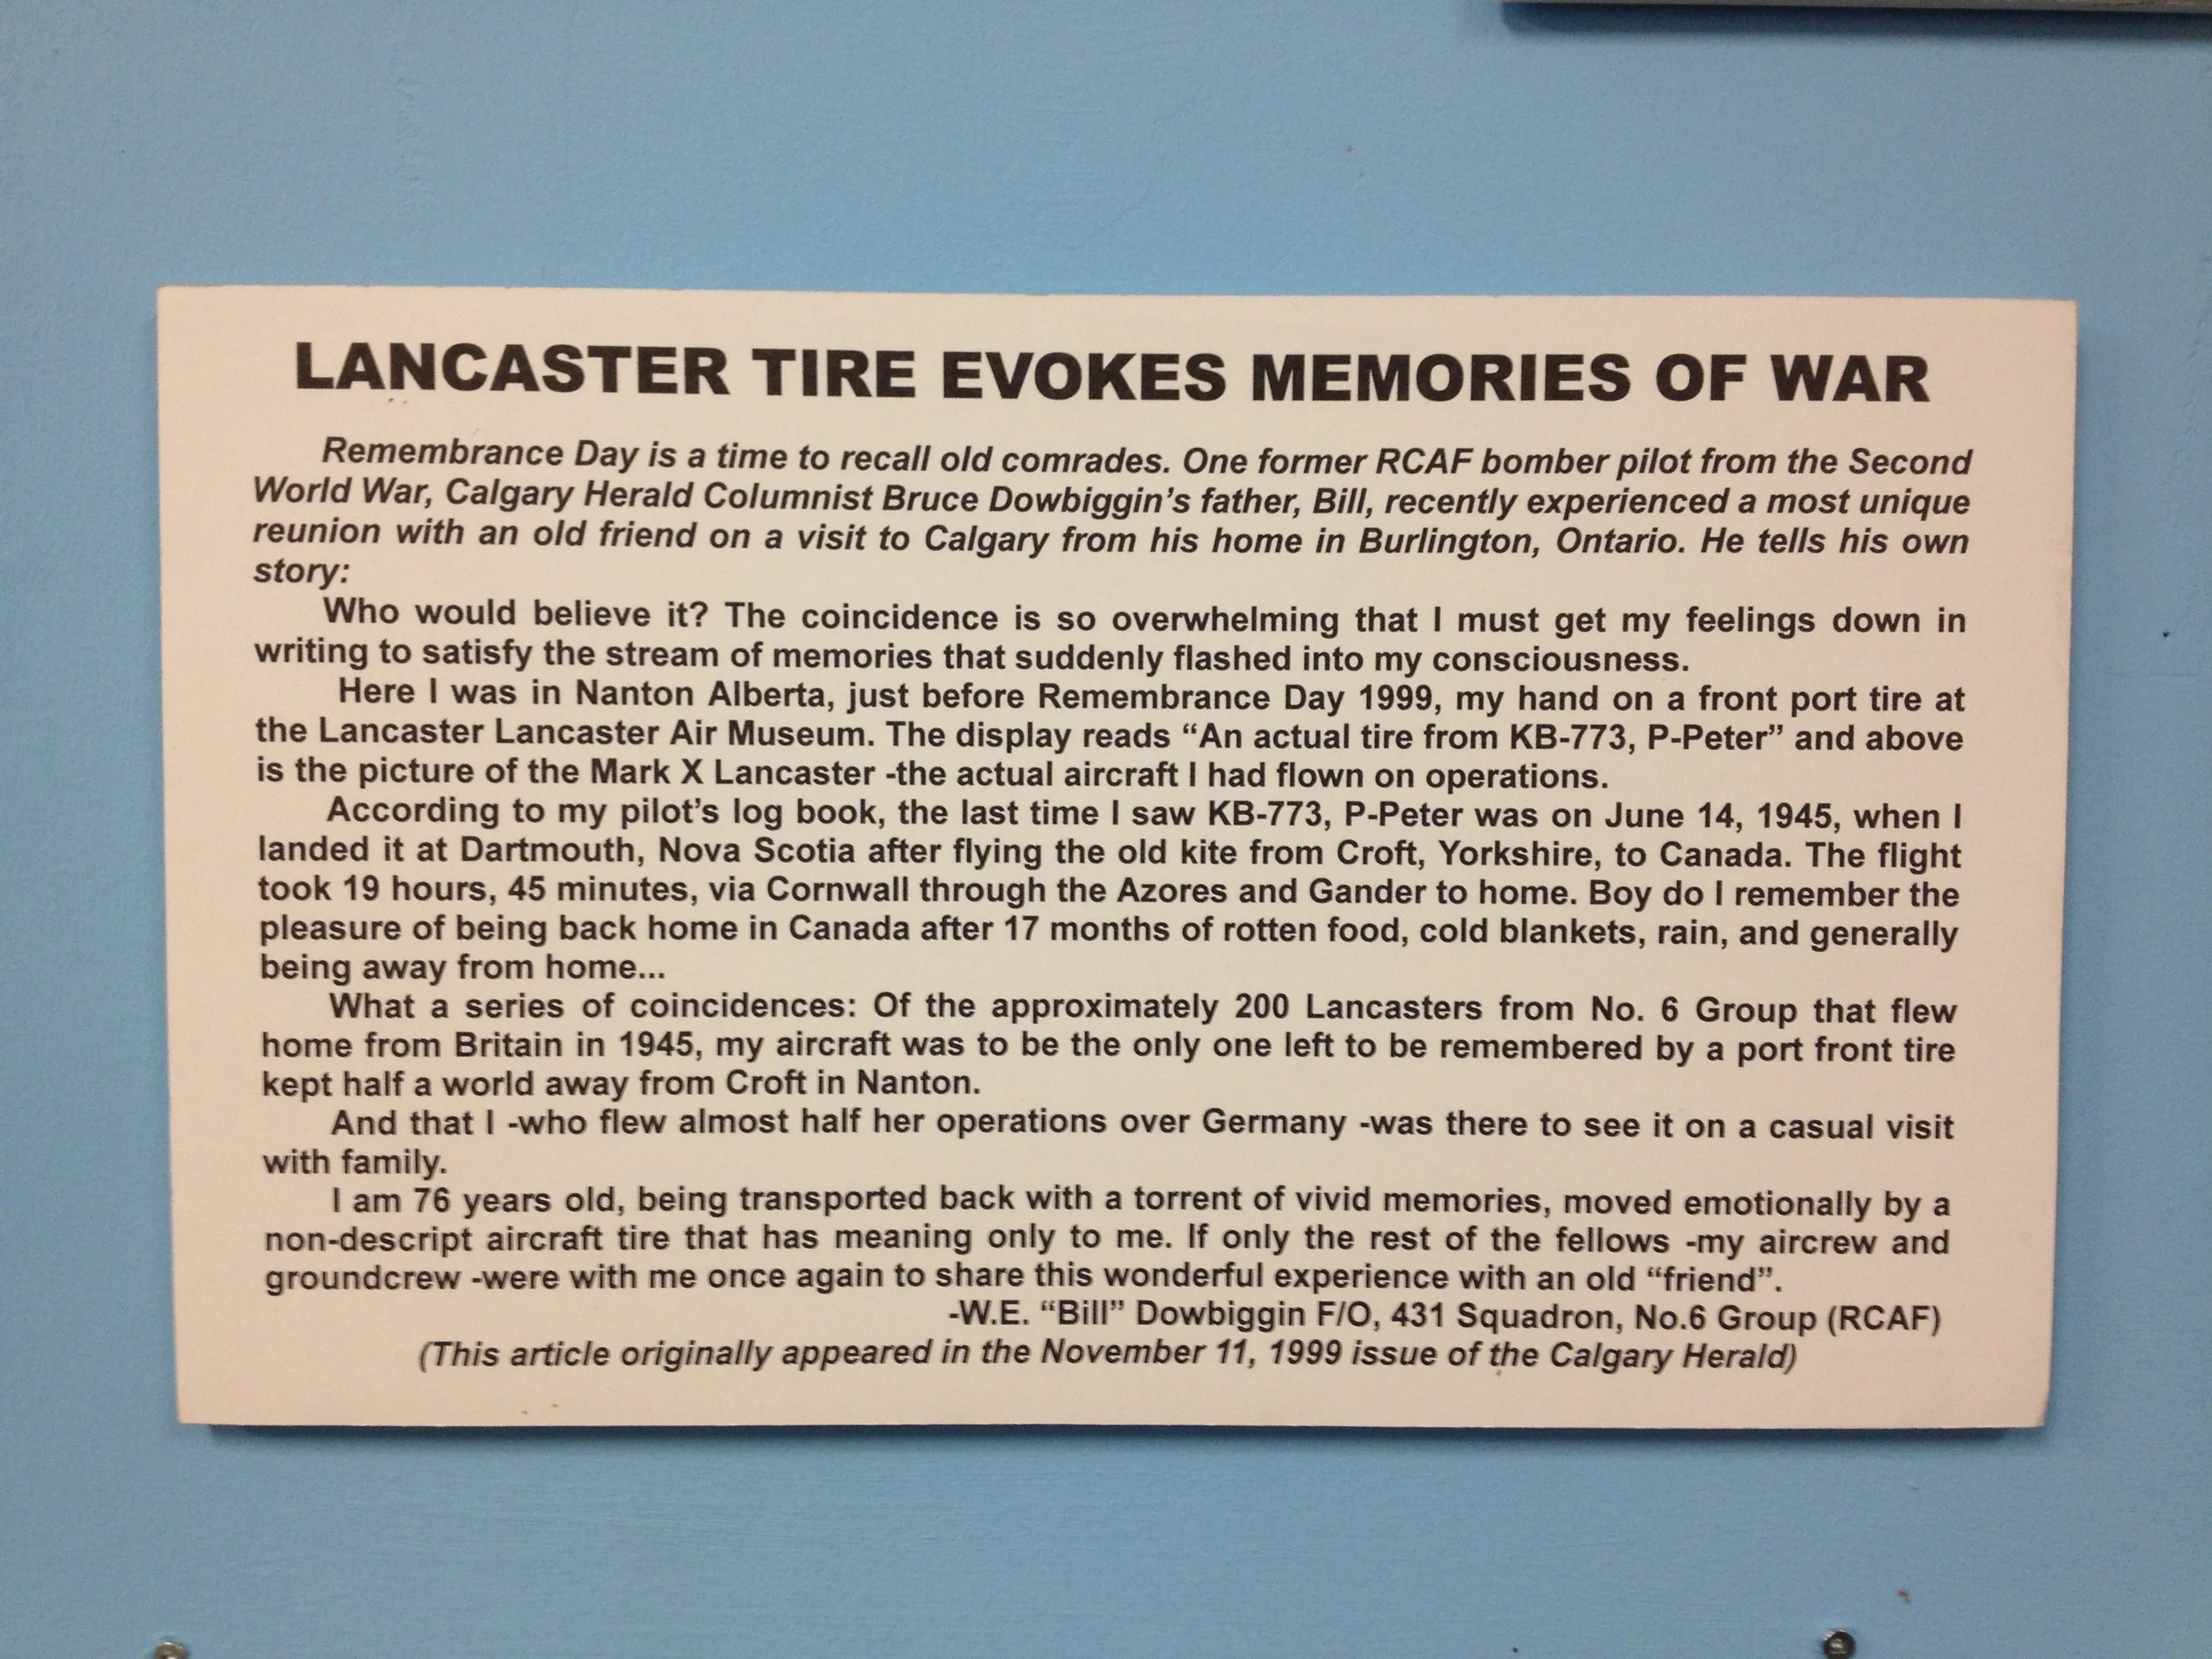 LANCASTER TIRE EVOKES MEMORIES OF WAR
Remembrance Day is a time to recall old comrades. One former RCAF bomber pilot from the Second
World War, Calgary Herald Columnist Bruce Dowbiggin's father, Bill, recently experienced a most unique
reunion with an old friend on a visit to Calgary from his home in Burlington, Ontario. He tells his own
story:
Who would believe it? The coincidence is so overwhelming that I must get my feelings down in
writing to satisfy the stream of memories that suddenly flashed into my consciousness.
Here I was in Nanton Alberta, just before Remembrance Day 1999, my hand on a front port tire at
the Lancaster Lancaster Air Museum. The display reads “An actual tire from KB-773, P-Peter” and above
is the picture of the Mark X Lancaster -the actual aircraft I had flown on operations.
According to my pilot's log book, the last time I saw KB-773, P-Peter was on June 14, 1945, when I
landed it at Dartmouth, Nova Scotia after flying the old kite from Croft, Yorkshire, to Canada. The flight
took 19 hours, 45 minutes, via Cornwall through the Azores and Gander to home. Boy do I remember the
pleasure of being back home in Canada after 17 months of rotten food, cold blankets, rain, and generally
being away from home...
What a series of coincidences: Of the approximately 200 Lancasters from No. 6 Group that flew
home from Britain in 1945, my aircraft was to be the only one left to be remembered by a port front tire
kept half a world away from Croft in Nanton.
And that I -who flew almost half her operations over Germany -was there to see it on a casual visit
with family.
I am 76 years old, being transported back with a torrent of vivid memories, moved emotionally by a
non-descript aircraft tire that has meaning only to me. If only the rest of the fellows -my aircrew and
groundcrew -were with me once again to share this wonderful experience with an old “friend”.
-W.E. “Bill” Dowbiggin F/O, 431 Squadron, No.6 Group (RCAF)
(This article originally appeared in the November 11, 1999 issue of the Calgary Herald)